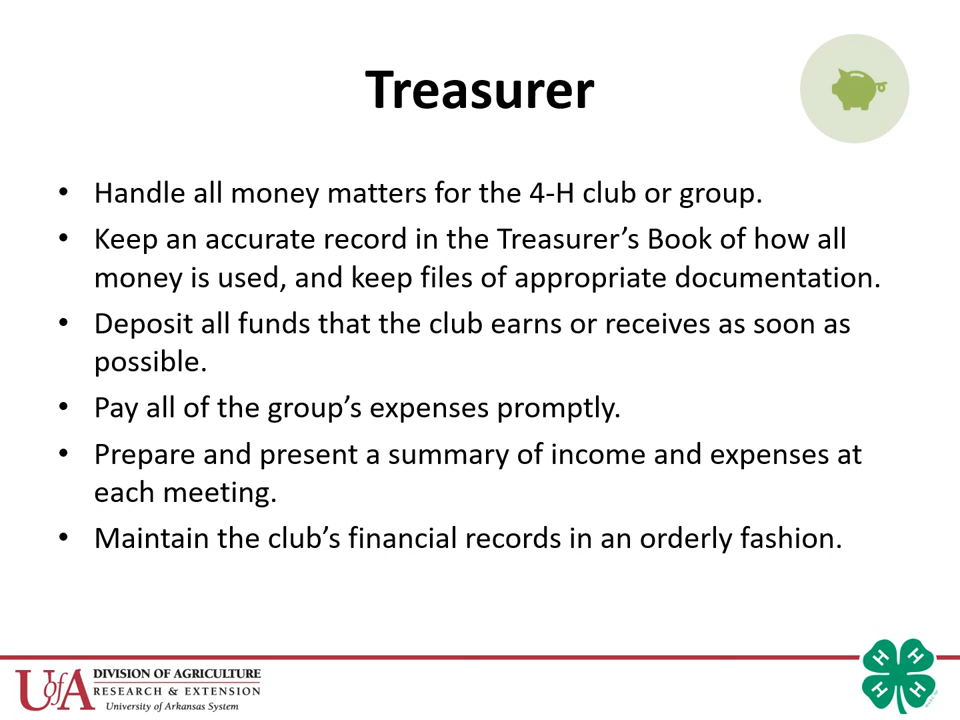 Treasurer
• Handle all money matters for the 4-H club or group.
• Keep an accurate record in the Treasurer’s Book of how all
money is used, and keep files of appropriate documentation.
• Deposit all funds that the club earns or receives as soon as
possible.
• Pay all of the group’s expenses promptly.
• Prepare and present a summary of income and expenses at
each meeting.
• Maintain the club’s financial records in an orderly fashion.
UofA
DIVISION OF AGRICULTURE
RESEARCH & EXTENSION
University of Arkansas System
H H
H H